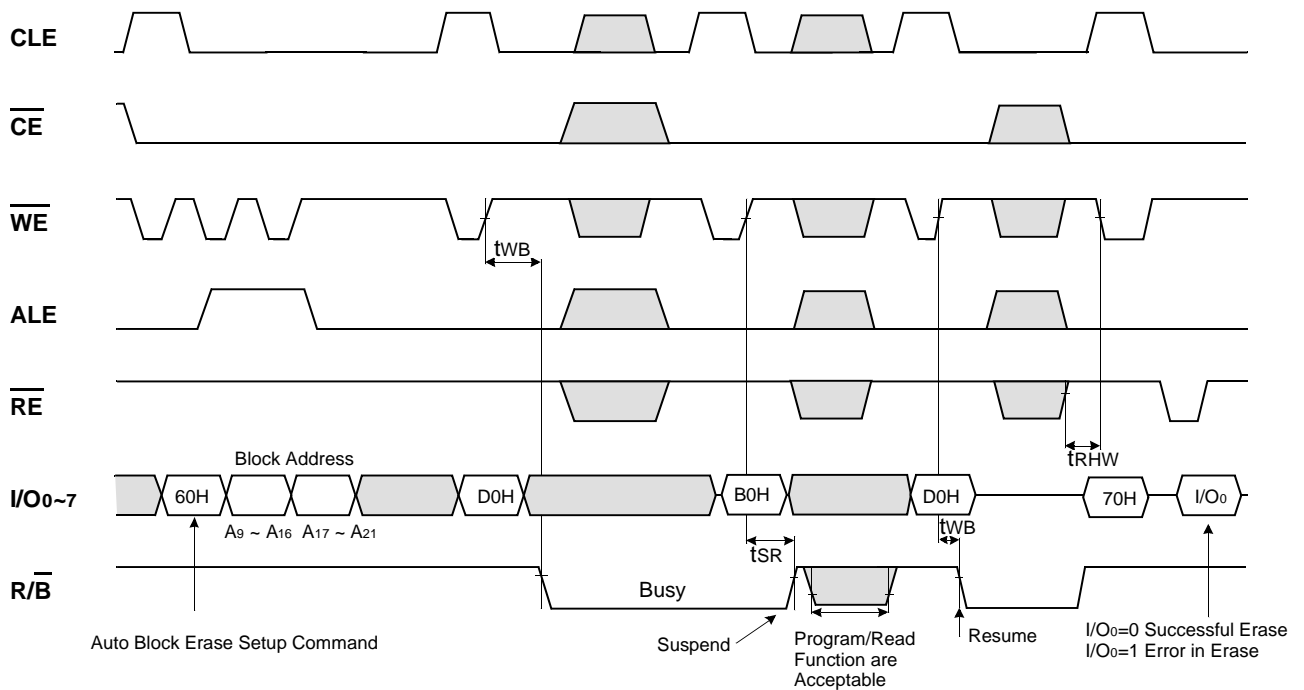 CLE
CE
WE
tWB
ALE
RE
tRHW
Block Address
I/O0~7
60H
D0H
B0H
D0H
70H
I/O0
A9 ~ A16
A17 ~ A21
tWB
tSR
R/B
Busy
Auto Block Erase Setup Command
Suspend
Program/Read
Function are
Acceptable
Resume
I/O0=0 Successful Erase
I/O0=1 Error in Erase